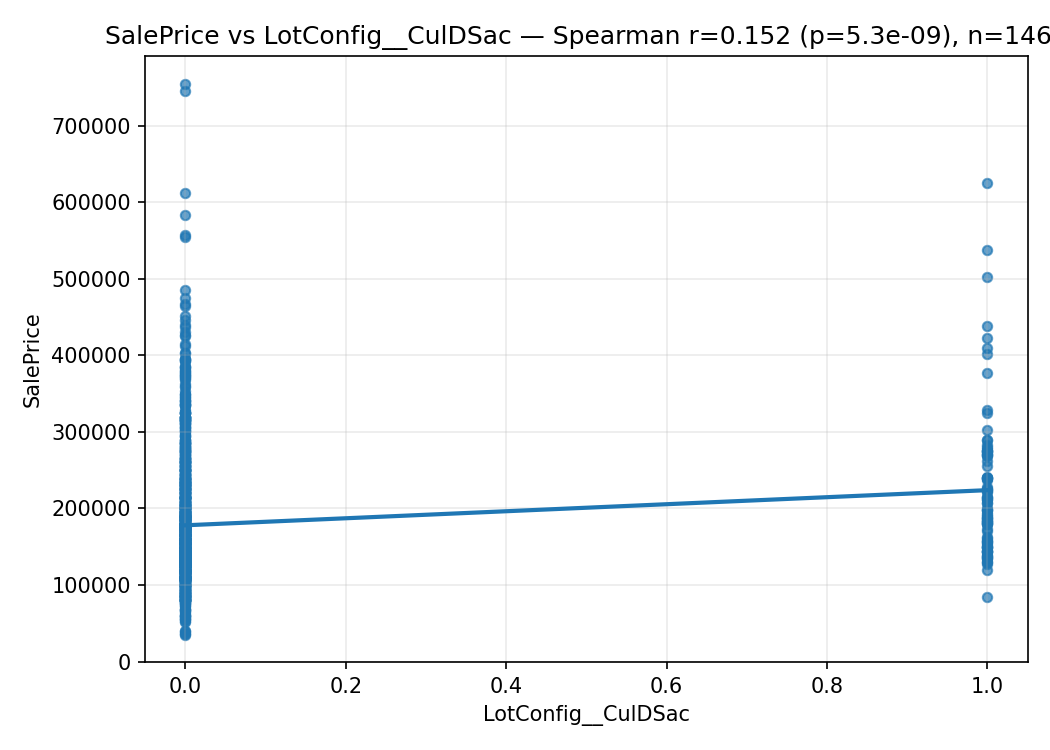 SalePrice vs LotConfig__CulDSac — Spearman r=0.152 (p=5.3e-09), n=146
700000
600000
500000
400000
300000
200000
100000
0
SalePrice
0.0 0.2 0.4 0.6 0.8 1.0
LotConfig__CulDSac